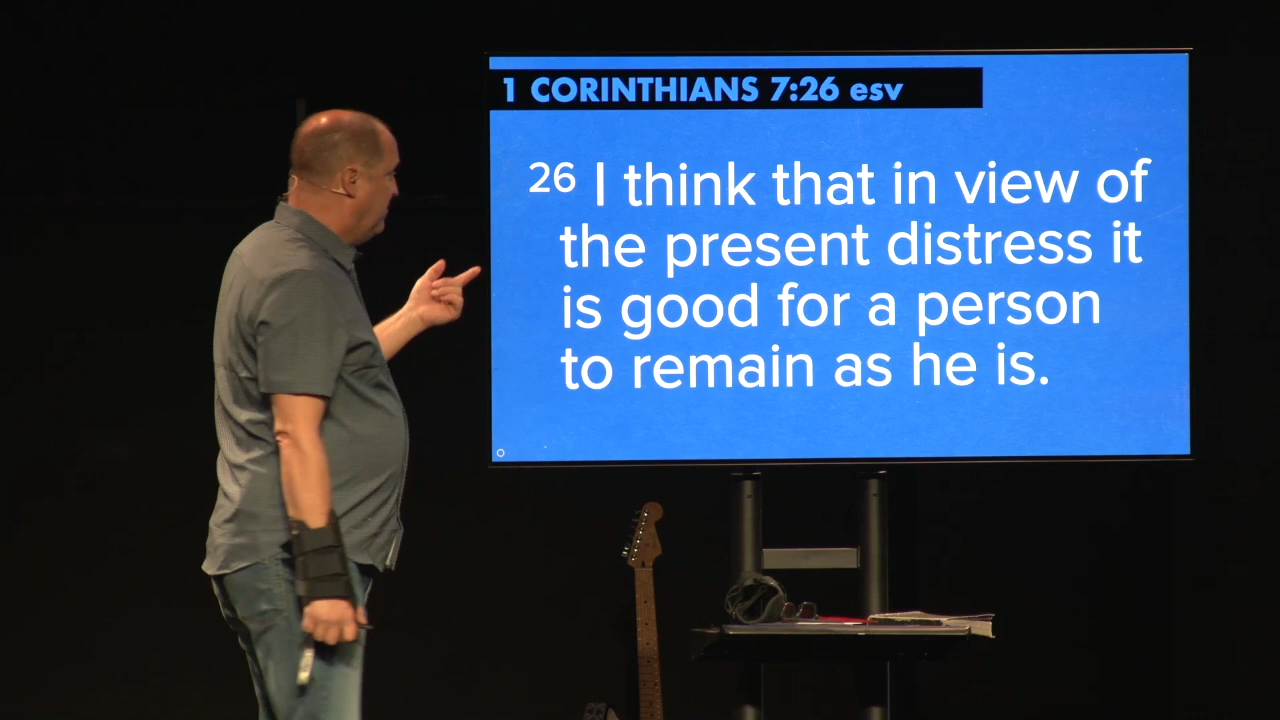 1 CORINTHIANS 7:26 esv
26 I think that in view of
the present distress it
is good for a person
to remain as he is.